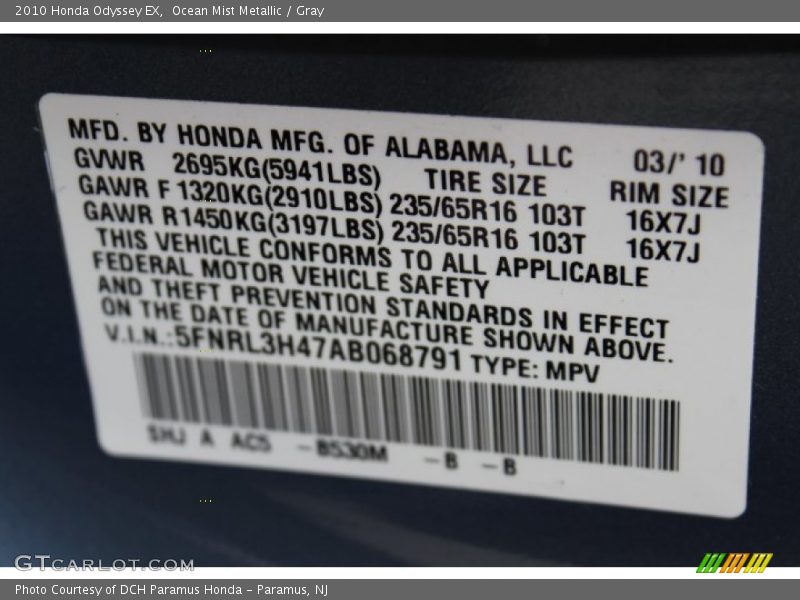 2010 Honda Odyssey EX,  Ocean Mist Metallic / Gray
MFD. BY HONDA MFG. OF ALABAMA, LLC 03/' 10
GVWR 2695KG(5941LBS) TIRE SIZE RIM SIZE
GAWR F 1320KG(2910LBS) 235/65R16 103T 16X7J
GAWR R1450KG(3197LBS) 235/65R16 103T 16X7J
THIS VEHICLE CONFORMS TO ALL APPLICABLE
FEDERAL MOTOR VEHICLE SAFETY
AND THEFT PREVENTION STANDARDS IN EFFECT
ON THE DATE OF MANUFACTURE SHOWN ABOVE.
V.I.N.:5FNRL3H47AB068791 TYPE: MPV
SHJ A AC5 -B530M -B -B
GTCARLOT.COM
Photo Courtesy of DCH Paramus Honda - Paramus, NJ